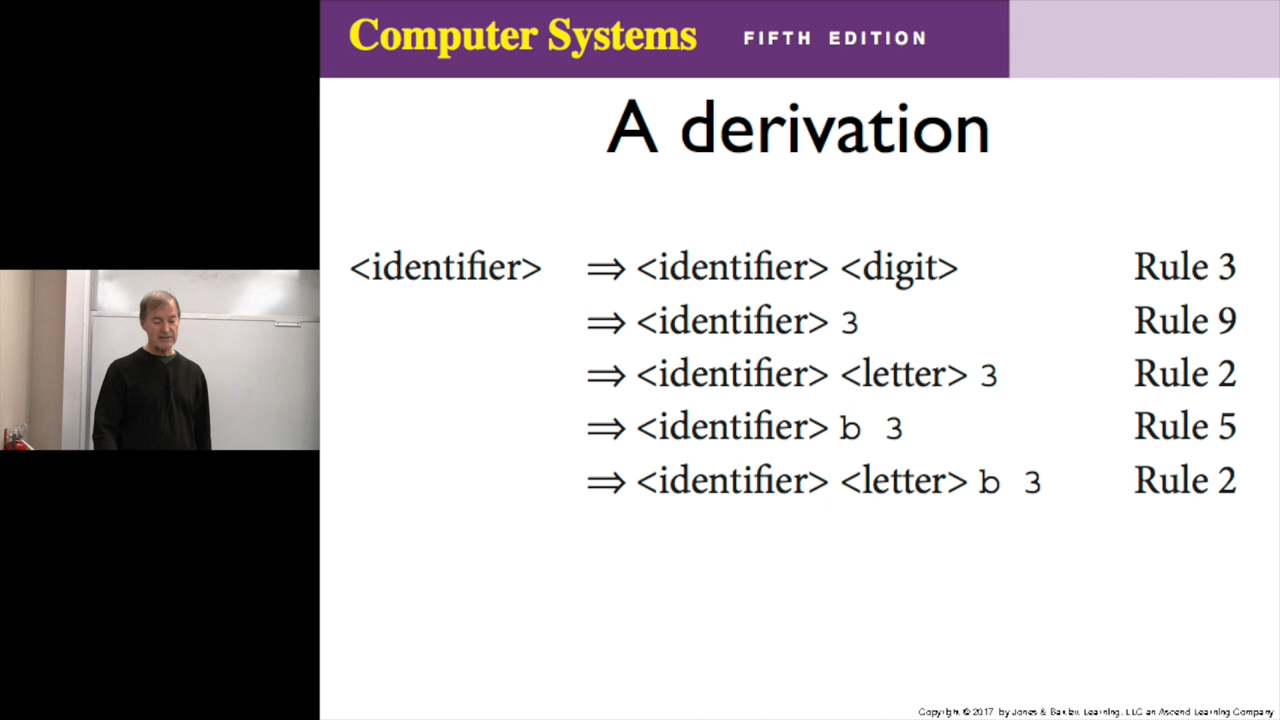 Computer Systems FIFTH EDITION
A derivation
<identifier> ⇒ <identifier> <digit> Rule 3
⇒ <identifier> 3 Rule 9
⇒ <identifier> <letter> 3 Rule 2
⇒ <identifier> b 3 Rule 5
⇒ <identifier> <letter> b 3 Rule 2
Copyright © 2017 by Jones & Bartlett Learning, LLC an Ascend Learning Company